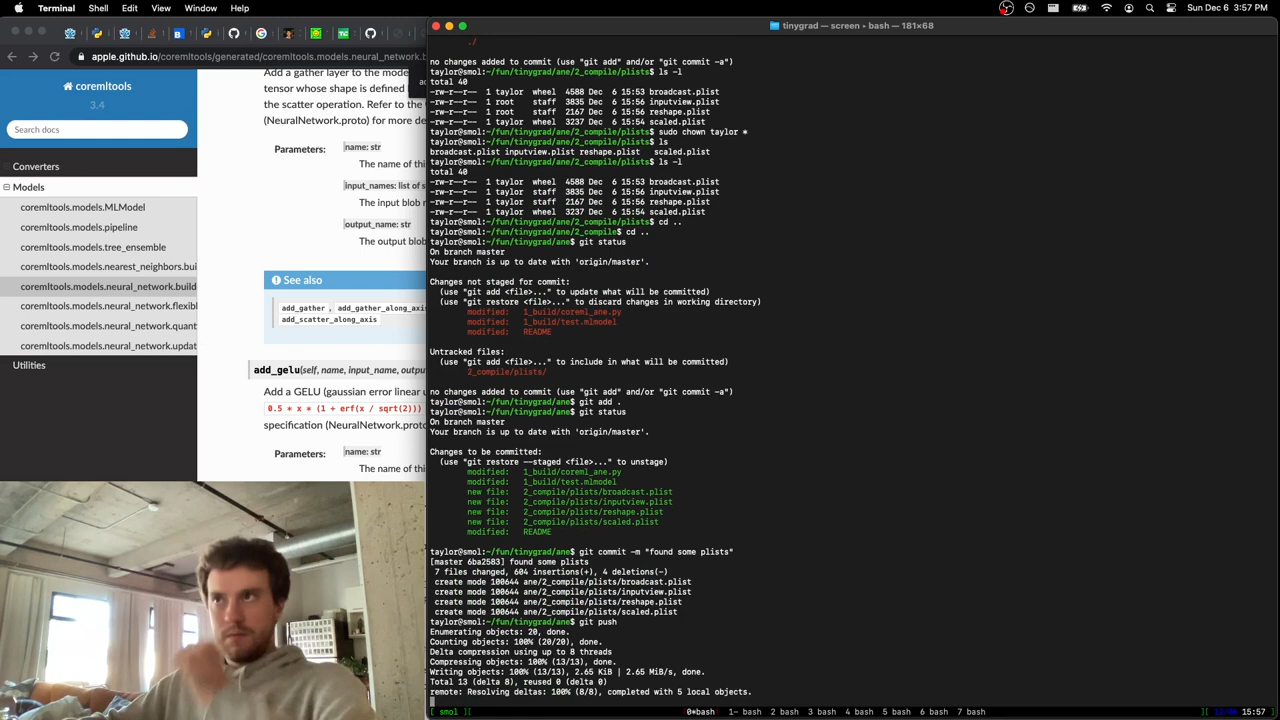 Terminal Shell Edit View Window Help
Sun Dec 6 3:57 PM
apple.github.io/coremltools/generated/coremltools.models.neural_network.b
coremltools
3.4
Search docs
Converters
Models
coremltools.models.MLModel
coremltools.models.pipeline
coremltools.models.tree_ensemble
coremltools.models.nearest_neighbors.bui
coremltools.models.neural_network.build
coremltools.models.neural_network.flexibl
coremltools.models.neural_network.quant
coremltools.models.neural_network.updat
Utilities
Add a gather layer to the mode
tensor whose shape is defined
the scatter operation. Refer to the
(NeuralNetwork.proto) for more de
Parameters: name: str
The name of thi
input_names: list of s
The input blob n
output_name: str
The output blob
See also
add_gather , add_gather_along_axis
add_scatter_along_axis
add_gelu(self, name, input_name, outpu
Add a GELU (gaussian error linear u
0.5 * x * (1 + erf(x / sqrt(2)))
specification (NeuralNetwork.proto
Parameters: name: str
The name of thi
tinygrad — screen ▸ bash — 181×68
./
no changes added to commit (use "git add" and/or "git commit -a")
taylor@smol:~/fun/tinygrad/ane/2_compile/plists$ ls -l
total 40
-rw-r--r-- 1 taylor wheel 4588 Dec 6 15:53 broadcast.plist
-rw-r--r-- 1 root staff 3835 Dec 6 15:56 inputview.plist
-rw-r--r-- 1 root staff 2167 Dec 6 15:56 reshape.plist
-rw-r--r-- 1 taylor wheel 3237 Dec 6 15:54 scaled.plist
taylor@smol:~/fun/tinygrad/ane/2_compile/plists$ sudo chown taylor *
taylor@smol:~/fun/tinygrad/ane/2_compile/plists$ ls
broadcast.plist inputview.plist reshape.plist scaled.plist
taylor@smol:~/fun/tinygrad/ane/2_compile/plists$ ls -l
total 40
-rw-r--r-- 1 taylor wheel 4588 Dec 6 15:53 broadcast.plist
-rw-r--r-- 1 taylor staff 3835 Dec 6 15:56 inputview.plist
-rw-r--r-- 1 taylor staff 2167 Dec 6 15:56 reshape.plist
-rw-r--r-- 1 taylor wheel 3237 Dec 6 15:54 scaled.plist
taylor@smol:~/fun/tinygrad/ane/2_compile/plists$ cd ..
taylor@smol:~/fun/tinygrad/ane/2_compile$ cd ..
taylor@smol:~/fun/tinygrad/ane$ git status
On branch master
Your branch is up to date with 'origin/master'.
Changes not staged for commit:
(use "git add <file>..." to update what will be committed)
(use "git restore <file>..." to discard changes in working directory)
modified: 1_build/coreml_ane.py
modified: 1_build/test.mlmodel
modified: README
Untracked files:
(use "git add <file>..." to include in what will be committed)
2_compile/plists/
no changes added to commit (use "git add" and/or "git commit -a")
taylor@smol:~/fun/tinygrad/ane$ git add .
taylor@smol:~/fun/tinygrad/ane$ git status
On branch master
Your branch is up to date with 'origin/master'.
Changes to be committed:
(use "git restore --staged <file>..." to unstage)
modified: 1_build/coreml_ane.py
modified: 1_build/test.mlmodel
new file: 2_compile/plists/broadcast.plist
new file: 2_compile/plists/inputview.plist
new file: 2_compile/plists/reshape.plist
new file: 2_compile/plists/scaled.plist
modified: README
taylor@smol:~/fun/tinygrad/ane$ git commit -m "found some plists"
[master 6ba2583] found some plists
7 files changed, 604 insertions(+), 4 deletions(-)
create mode 100644 ane/2_compile/plists/broadcast.plist
create mode 100644 ane/2_compile/plists/inputview.plist
create mode 100644 ane/2_compile/plists/reshape.plist
create mode 100644 ane/2_compile/plists/scaled.plist
taylor@smol:~/fun/tinygrad/ane$ git push
Enumerating objects: 20, done.
Counting objects: 100% (20/20), done.
Delta compression using up to 8 threads
Compressing objects: 100% (13/13), done.
Writing objects: 100% (13/13), 2.65 KiB | 2.65 MiB/s, done.
Total 13 (delta 8), reused 0 (delta 0)
remote: Resolving deltas: 100% (8/8), completed with 5 local objects.
[ smol ][ (0*bash) 1- bash 2 bash 3 bash 4 bash 5 bash 6 bash 7 bash ][ 15:57 ]